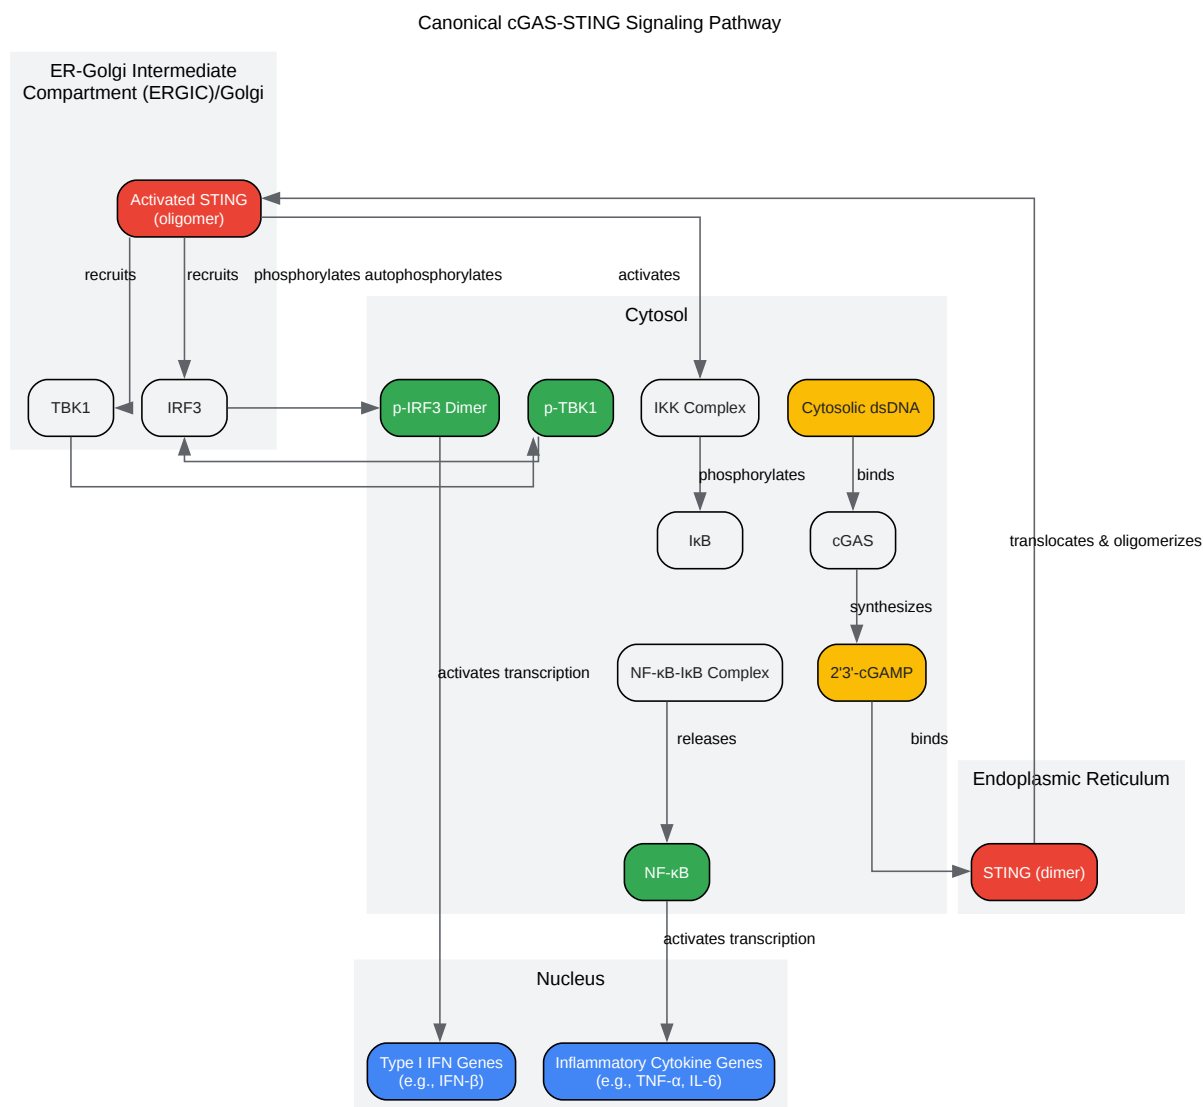 Canonical cGAS-STING Signaling Pathway
ER-Golgi Intermediate
Compartment (ERGIC)/Golgi
Activated STING
(oligomer)
recruits
recruits
phosphorylates
autophosphorylates
activates
Cytosol
TBK1
IRF3
p-IRF3 Dimer
p-TBK1
IKK Complex
Cytosolic dsDNA
phosphorylates
binds
IκB
cGAS
translocates & oligomerizes
synthesizes
activates transcription
NF-κB-IκB Complex
2'3'-cGAMP
releases
binds
Endoplasmic Reticulum
NF-κB
STING (dimer)
activates transcription
Nucleus
Type I IFN Genes
(e.g., IFN-β)
Inflammatory Cytokine Genes
(e.g., TNF-α, IL-6)